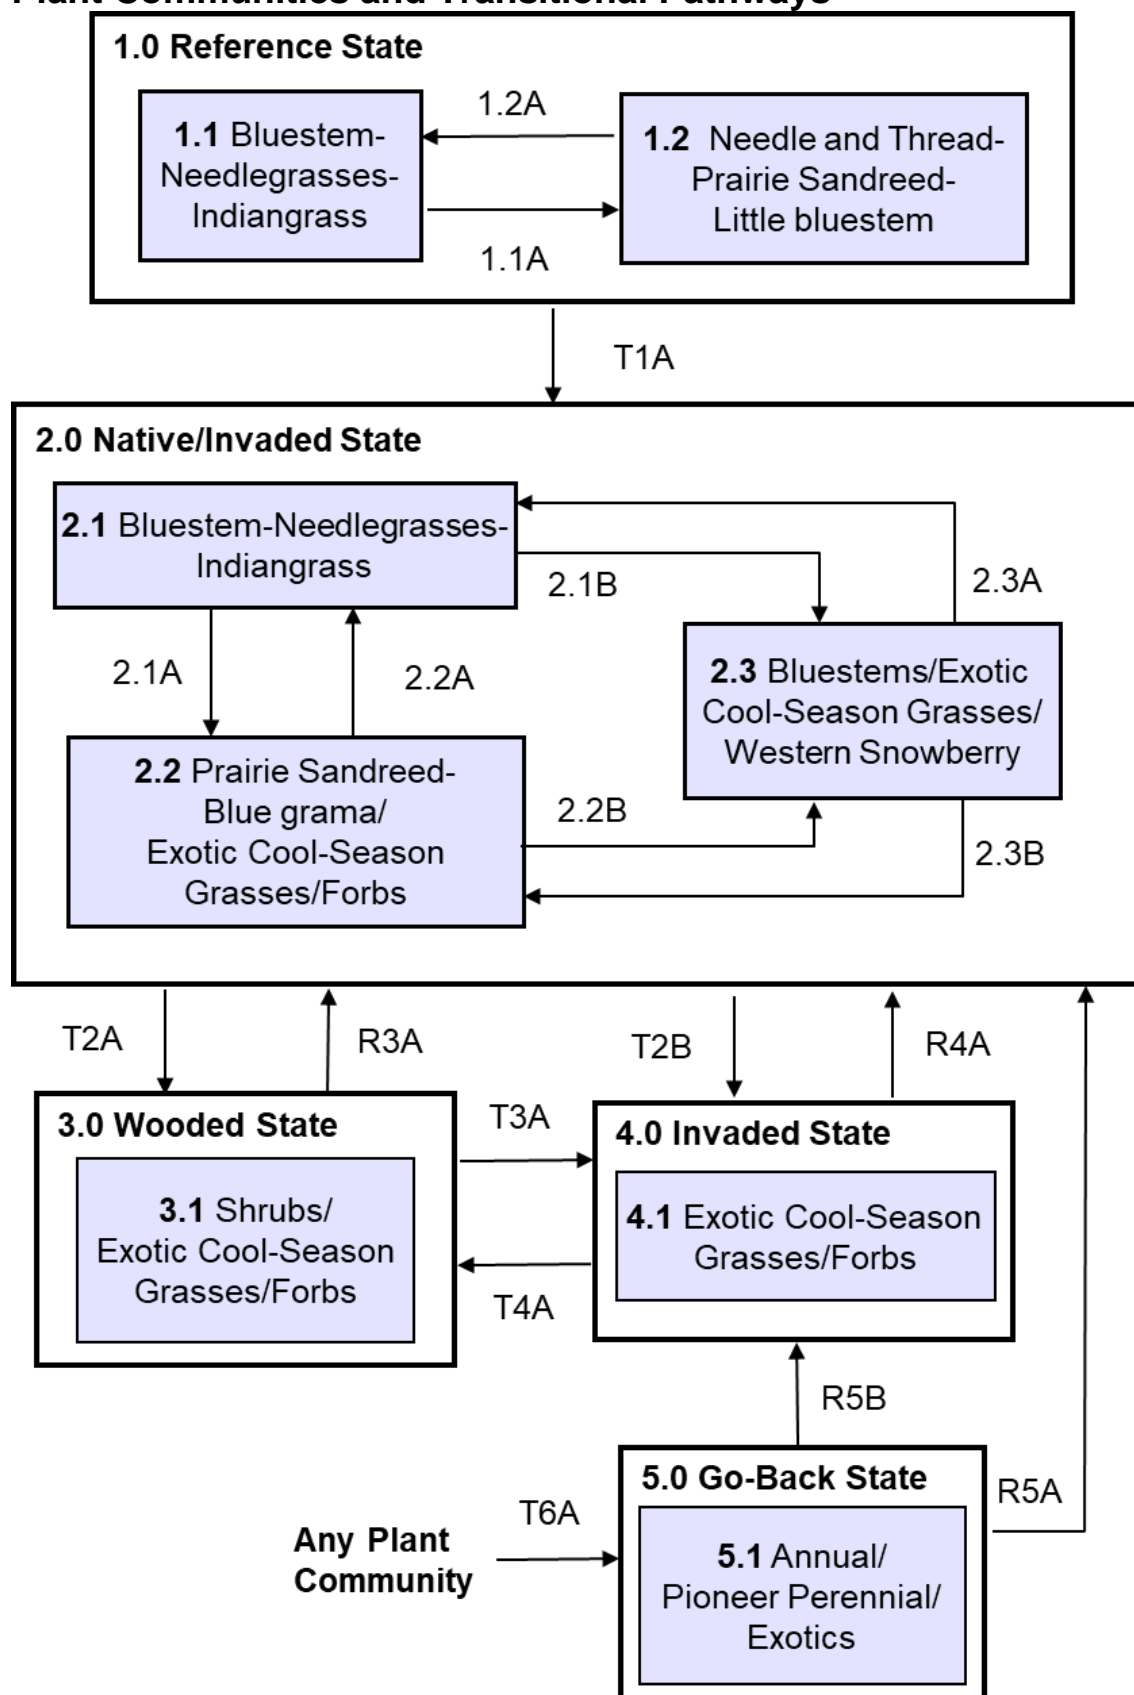 Plant Communities and Transitional Pathways
1.0 Reference State
1.1 Bluestem-
Needlegrasses-
Indiangrass
1.2A
1.1A
1.2 Needle and Thread-
Prairie Sandreed-
Little bluestem
T1A
2.0 Native/Invaded State
2.1 Bluestem-Needlegrasses-
Indiangrass
2.1B
2.3A
2.1A
2.2A
2.3 Bluestems/Exotic
Cool-Season Grasses/
Western Snowberry
2.2 Prairie Sandreed-
Blue grama/
Exotic Cool-Season
Grasses/Forbs
2.2B
2.3B
T2A
R3A
T2B
R4A
3.0 Wooded State
3.1 Shrubs/
Exotic Cool-Season
Grasses/Forbs
T3A
T4A
4.0 Invaded State
4.1 Exotic Cool-Season
Grasses/Forbs
R5B
R5A
Any Plant
Community
T6A
5.0 Go-Back State
5.1 Annual/
Pioneer Perennial/
Exotics